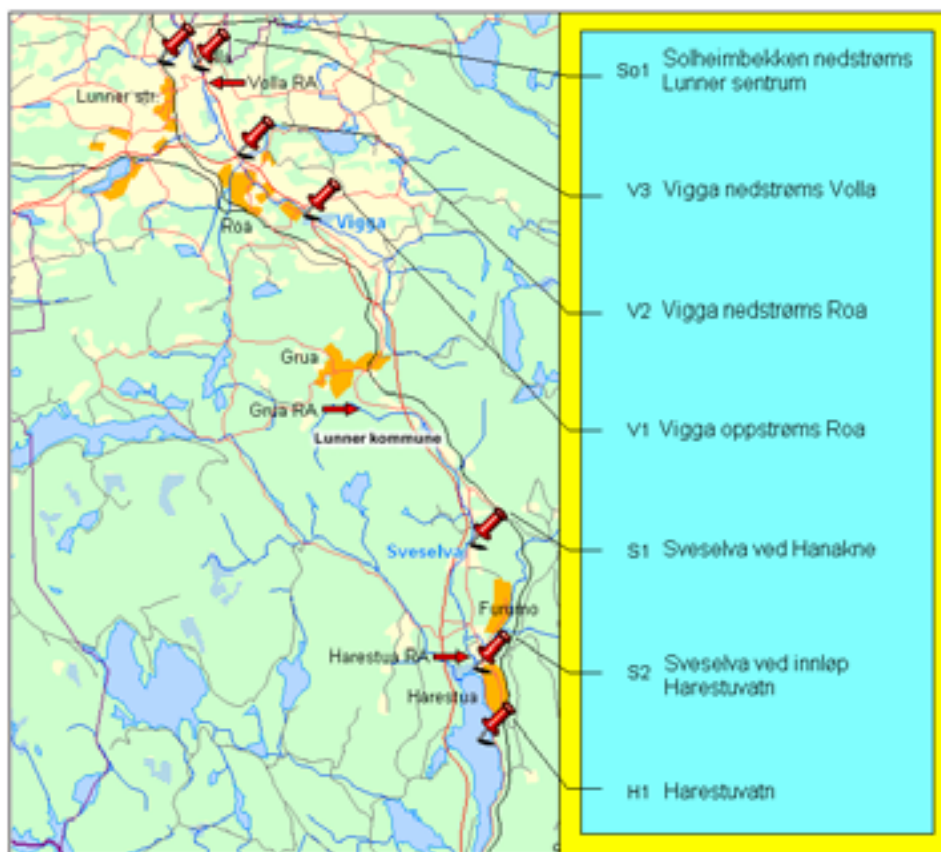 Volla RA
Lunner str.
Roa
Vigga
Grua
Grua RA
Lunner kommune
Sveselva
Furumo
Harestua RA
Harestua
So1 Solheimbekken nedstrøms
Lunner sentrum
V3 Vigga nedstrøms Volla
V2 Vigga nedstrøms Roa
V1 Vigga oppstrøms Roa
S1 Sveselva ved Hanakne
S2 Sveselva ved innløp
Harestuvatn
H1 Harestuvatn